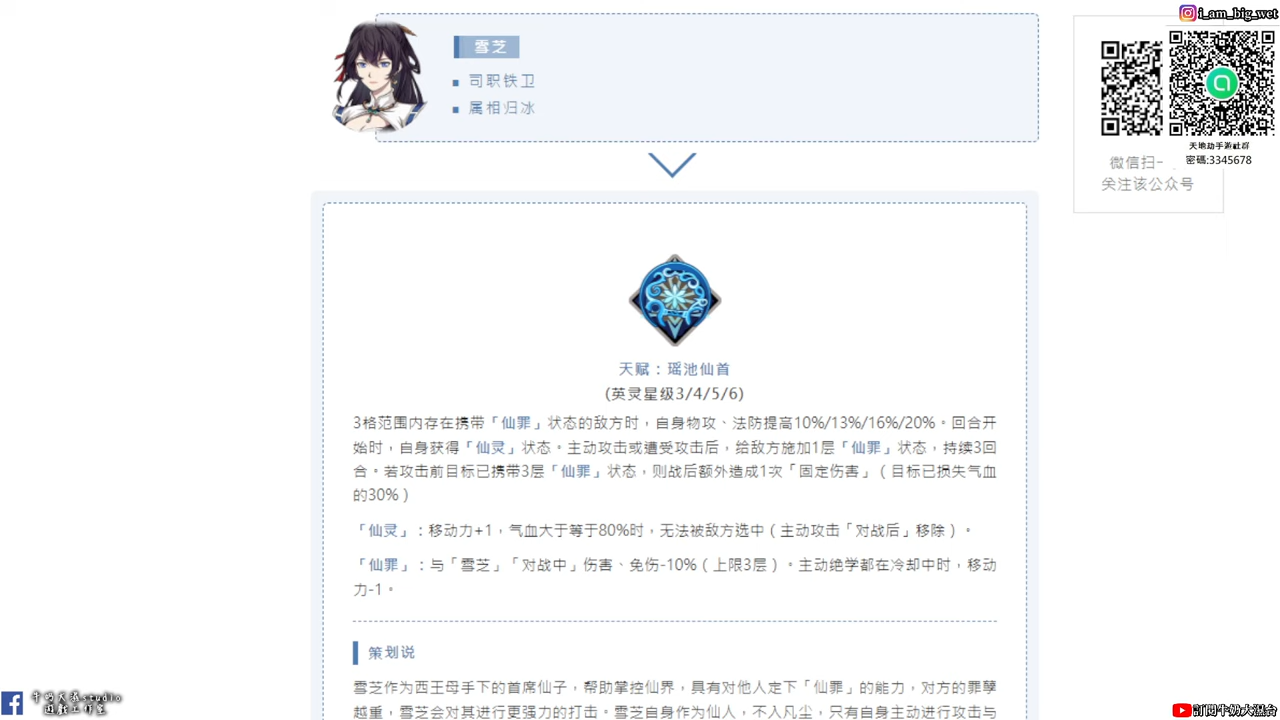 i_am_big_wet
雪芝
司职铁卫
属相归冰
天地劫手游社群
密碼:3345678
微信扫一
关注该公众号
天赋：瑶池仙首
(英灵星级3/4/5/6)
3格范围内存在携带「仙罪」状态的敌方时，自身物攻、法防提高10%/13%/16%/20%。回合开
始时，自身获得「仙灵」状态。主动攻击或遭受攻击后，给敌方施加1层「仙罪」状态，持续3回
合。若攻击前目标已携带3层「仙罪」状态，则战后额外造成1次「固定伤害」（目标已损失气血
的30%）
「仙灵」：移动力+1，气血大于等于80%时，无法被敌方选中（主动攻击「对战后」移除）。
「仙罪」：与「雪芝」「对战中」伤害、免伤-10%（上限3层）。主动绝学都在冷却中时，移动
力-1。
策划说
雪芝作为西王母手下的首席仙子，帮助掌控仙界，具有对他人定下「仙罪」的能力，对方的罪孽
越重，雪芝会对其进行更强力的打击。雪芝自身作为仙人，不入凡尘，只有自身主动进行攻击与